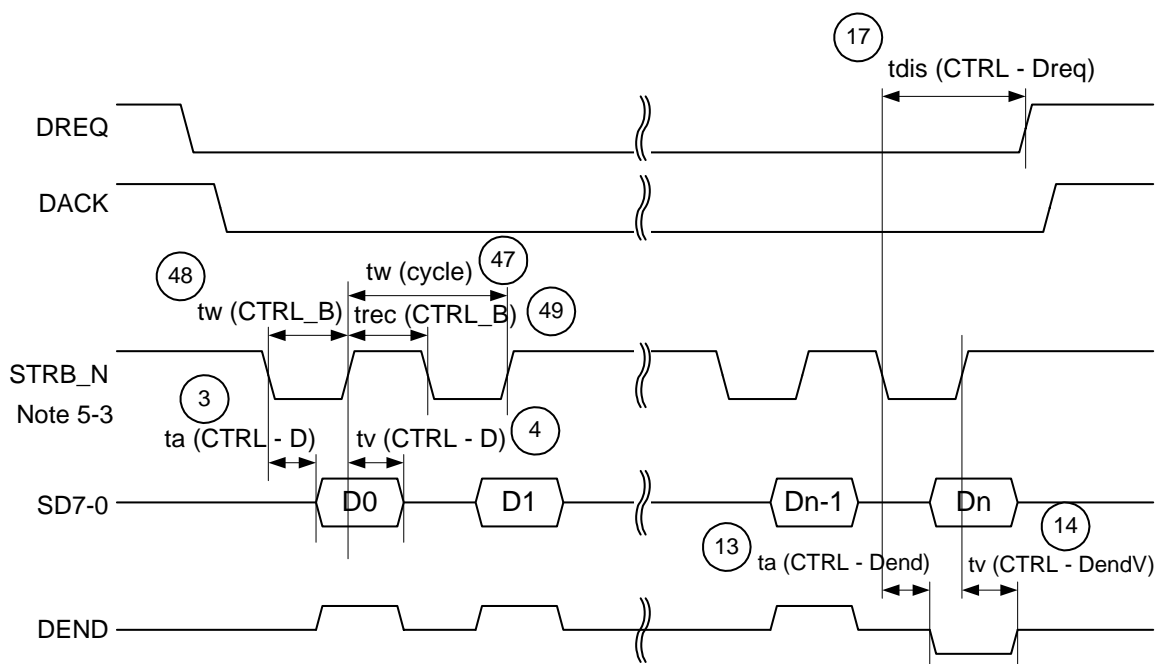 17
tdis (CTRL - Dreq)
DREQ
DACK
48
tw (cycle)
47
tw (CTRL_B)
trec (CTRL_B)
49
STRB_N
Note 5-3
3
ta (CTRL - D)
tv (CTRL - D)
4
SD7-0
D0
D1
Dn-1
Dn
13
ta (CTRL - Dend)
14
tv (CTRL - DendV)
DEND